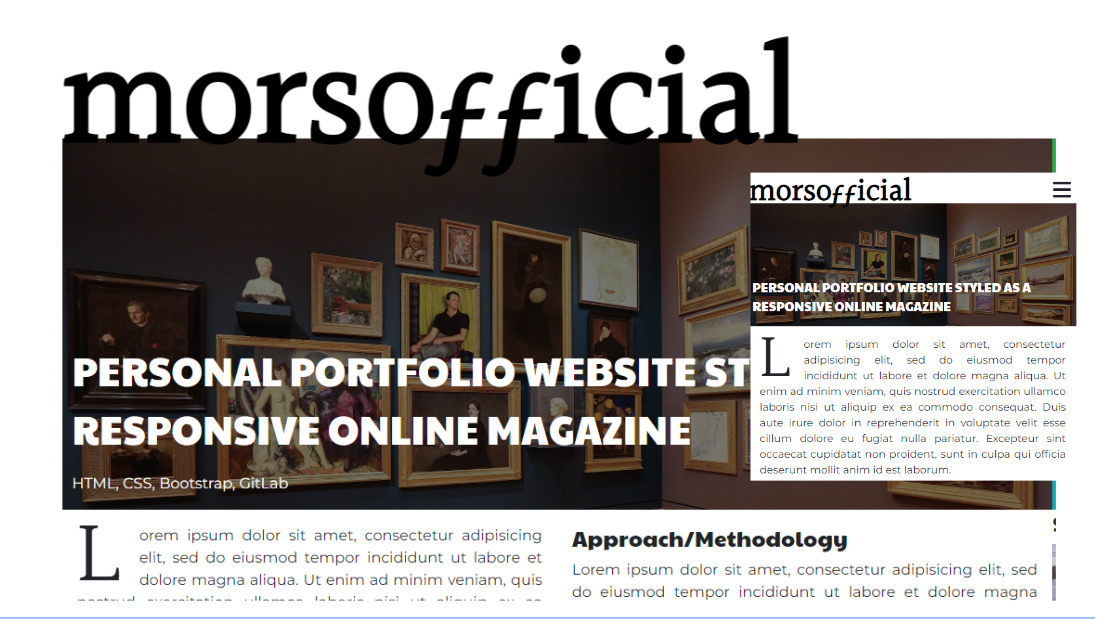 morsofficial
PERSONAL PORTFOLIO WEBSITE ST
RESPONSIVE ONLINE MAGAZINE
HTML, CSS, Bootstrap, GitLab
Lorem ipsum dolor sit amet, consectetur adipisicing
elit, sed do eiusmod tempor incididunt ut labore et
dolore magna aliqua. Ut enim ad minim veniam, quis
Approach/Methodology
Lorem ipsum dolor sit amet, consectetur adipisicing elit, sed
do eiusmod tempor incididunt ut labore et dolore magna
morsofficial
PERSONAL PORTFOLIO WEBSITE STYLED AS A
RESPONSIVE ONLINE MAGAZINE
Lorem ipsum dolor sit amet, consectetur
adipisicing elit, sed do eiusmod tempor
incididunt ut labore et dolore magna aliqua. Ut
enim ad minim veniam, quis nostrud exercitation ullamco
laboris nisi ut aliquip ex ea commodo consequat. Duis
aute irure dolor in reprehenderit in voluptate velit esse
cillum dolore eu fugiat nulla pariatur. Excepteur sint
occaecat cupidatat non proident, sunt in culpa qui officia
deserunt mollit anim id est laborum.